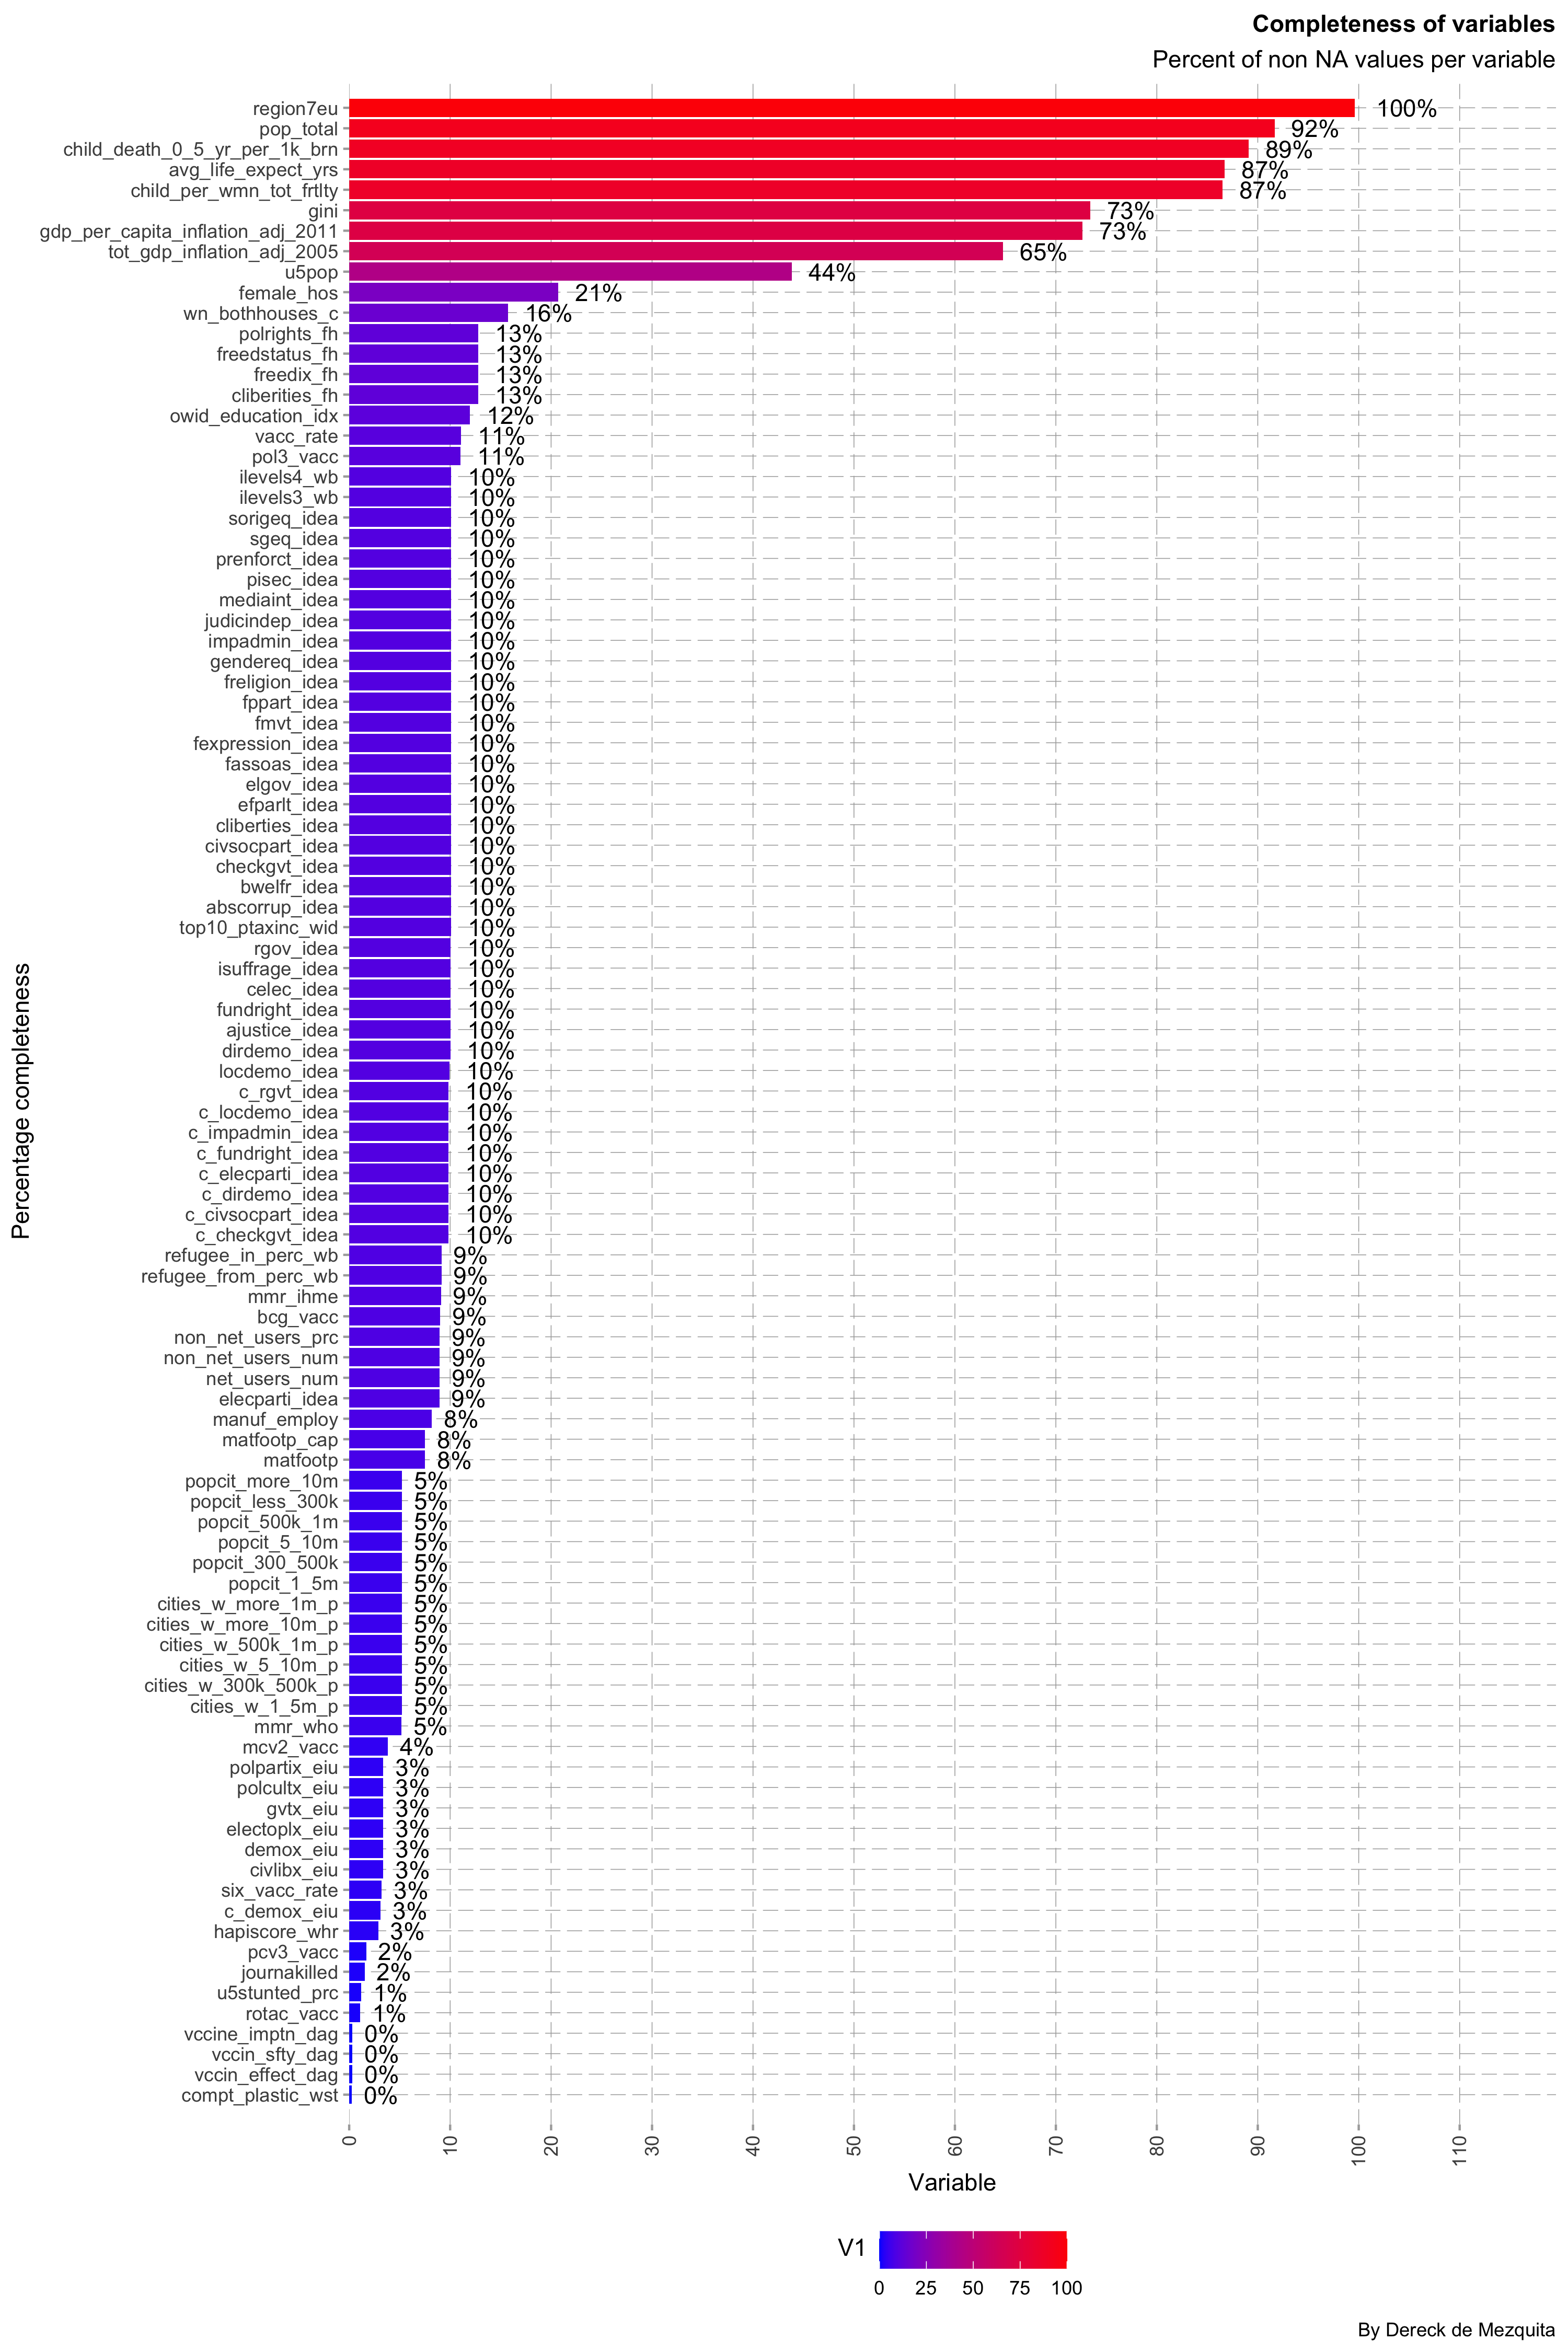 Completeness of variables
Percent of non NA values per variable
region7eu 100%
pop_total 92%
child_death_0_5_yr_per_1k_brn 89%
avg_life_expect_yrs 87%
child_per_wmn_tot_frtlty 87%
gini 73%
gdp_per_capita_inflation_adj_2011 73%
tot_gdp_inflation_adj_2005 65%
u5pop 44%
female_hos 21%
wn_bothhouses_c 16%
polrights_fh 13%
freedstatus_fh 13%
freedix_fh 13%
cliberities_fh 13%
owid_education_idx 12%
vacc_rate 11%
pol3_vacc 11%
ilevels4_wb 10%
ilevels3_wb 10%
sorigeq_idea 10%
sgeq_idea 10%
prenforct_idea 10%
pisec_idea 10%
mediaint_idea 10%
judicindep_idea 10%
impadmin_idea 10%
gendereq_idea 10%
freligion_idea 10%
fppart_idea 10%
fmvt_idea 10%
fexpression_idea 10%
fassoas_idea 10%
elgov_idea 10%
efparlt_idea 10%
cliberties_idea 10%
civsocpart_idea 10%
checkgvt_idea 10%
bwelfr_idea 10%
abscorrup_idea 10%
top10_ptaxinc_wid 10%
rgov_idea 10%
isuffrage_idea 10%
celec_idea 10%
fundright_idea 10%
ajustice_idea 10%
dirdemo_idea 10%
locdemo_idea 10%
c_rgvt_idea 10%
c_locdemo_idea 10%
c_impadmin_idea 10%
c_fundright_idea 10%
c_elecparti_idea 10%
c_dirdemo_idea 10%
c_civsocpart_idea 10%
c_checkgvt_idea 10%
refugee_in_perc_wb 9%
refugee_from_perc_wb 9%
mmr_ihme 9%
bcg_vacc 9%
non_net_users_prc 9%
non_net_users_num 9%
net_users_num 9%
elecparti_idea 9%
manuf_employ 8%
matfootp_cap 8%
matfootp 8%
popcit_more_10m 5%
popcit_less_300k 5%
popcit_500k_1m 5%
popcit_5_10m 5%
popcit_300_500k 5%
popcit_1_5m 5%
cities_w_more_1m_p 5%
cities_w_more_10m_p 5%
cities_w_500k_1m_p 5%
cities_w_5_10m_p 5%
cities_w_300k_500k_p 5%
cities_w_1_5m_p 5%
mmr_who 5%
mcv2_vacc 4%
polpartix_eiu 3%
polcultx_eiu 3%
gvtx_eiu 3%
electoplx_eiu 3%
demox_eiu 3%
civlibx_eiu 3%
six_vacc_rate 3%
c_demox_eiu 3%
hapiscore_whr 3%
pcv3_vacc 2%
journakilled 2%
u5stunted_prc 1%
rotac_vacc 1%
vccine_imptn_dag 0%
vccin_sfty_dag 0%
vccin_effect_dag 0%
compt_plastic_wst 0%
Percentage completeness
0 10 20 30 40 50 60 70 80 90 100 110
Variable
V1
0 25 50 75 100
By Dereck de Mezquita